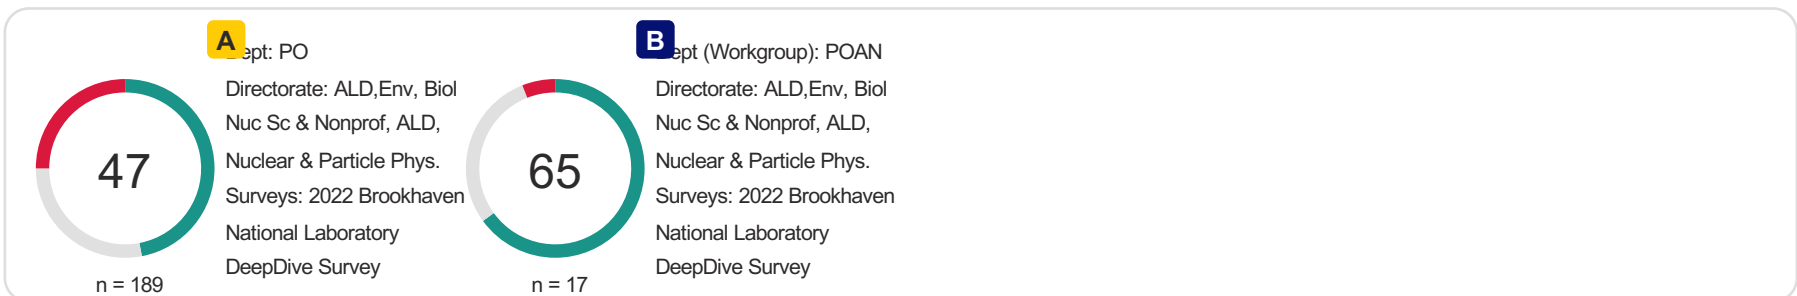 A
ept: PO
Directorate: ALD,Env, Biol
Nuc Sc & Nonprof, ALD,
Nuclear & Particle Phys.
Surveys: 2022 Brookhaven
National Laboratory
DeepDive Survey
47
n = 189
B
ept (Workgroup): POAN
Directorate: ALD,Env, Biol
Nuc Sc & Nonprof, ALD,
Nuclear & Particle Phys.
Surveys: 2022 Brookhaven
National Laboratory
DeepDive Survey
65
n = 17